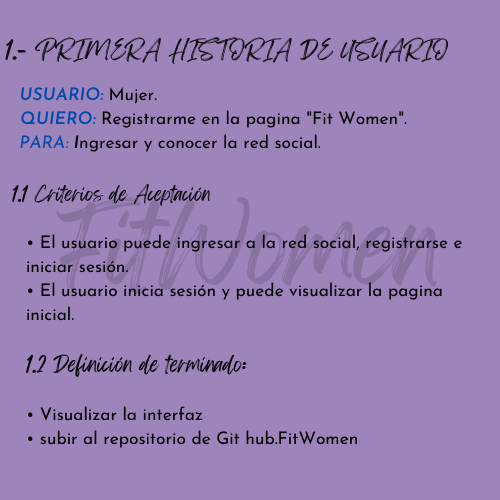 1.- PRIMERA HISTORIA DE USUARIO
USUARIO: Mujer.
QUIERO: Registrarme en la pagina "Fit Women".
PARA: Ingresar y conocer la red social.
1.1 Criterios de Aceptación
FitWomen
• El usuario puede ingresar a la red social, registrarse e
iniciar sesión.
• El usuario inicia sesión y puede visualizar la pagina
inicial.
1.2 Definición de terminado:
• Visualizar la interfaz
• subir al repositorio de Git hub.FitWomen